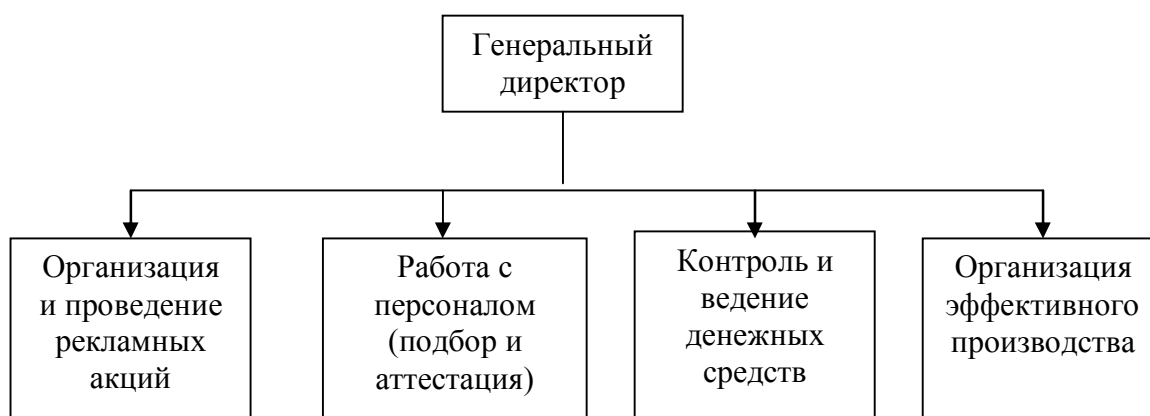 Генеральный
директор
Организация
и проведение
рекламных
акций
Работа с
персоналом
(подбор и
аттестация)
Контроль и
ведение
денежных
средств
Организация
эффективного
производства